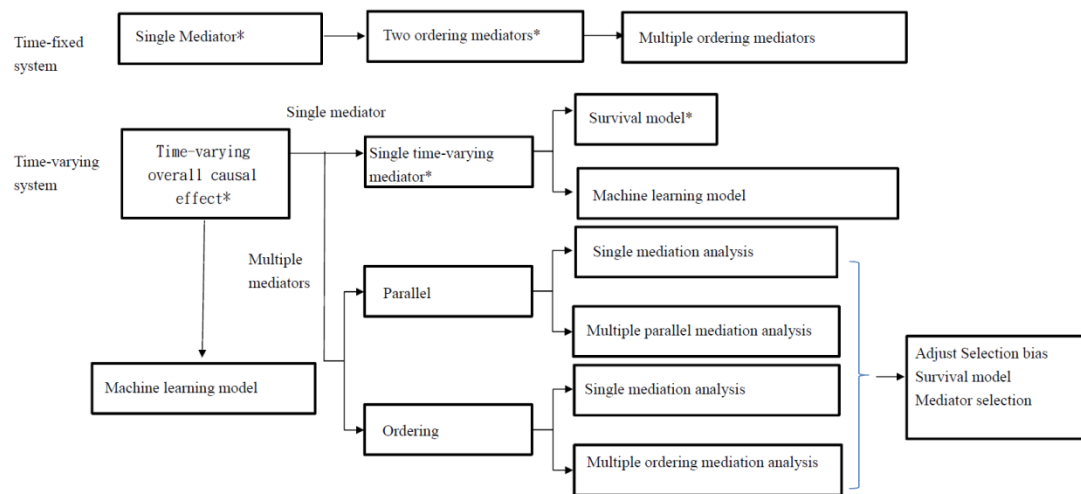 Time-fixed
system
Single Mediator*
Two ordering mediators*
Multiple ordering mediators
Time-varying
system
Time-varying
overall causal
effect*
Single mediator
Single time-varying
mediator*
Survival model*
Machine learning model
Multiple
mediators
Machine learning model
Parallel
Single mediation analysis
Multiple parallel mediation analysis
Ordering
Single mediation analysis
Multiple ordering mediation analysis
Adjust Selection bias
Survival model
Mediator selection